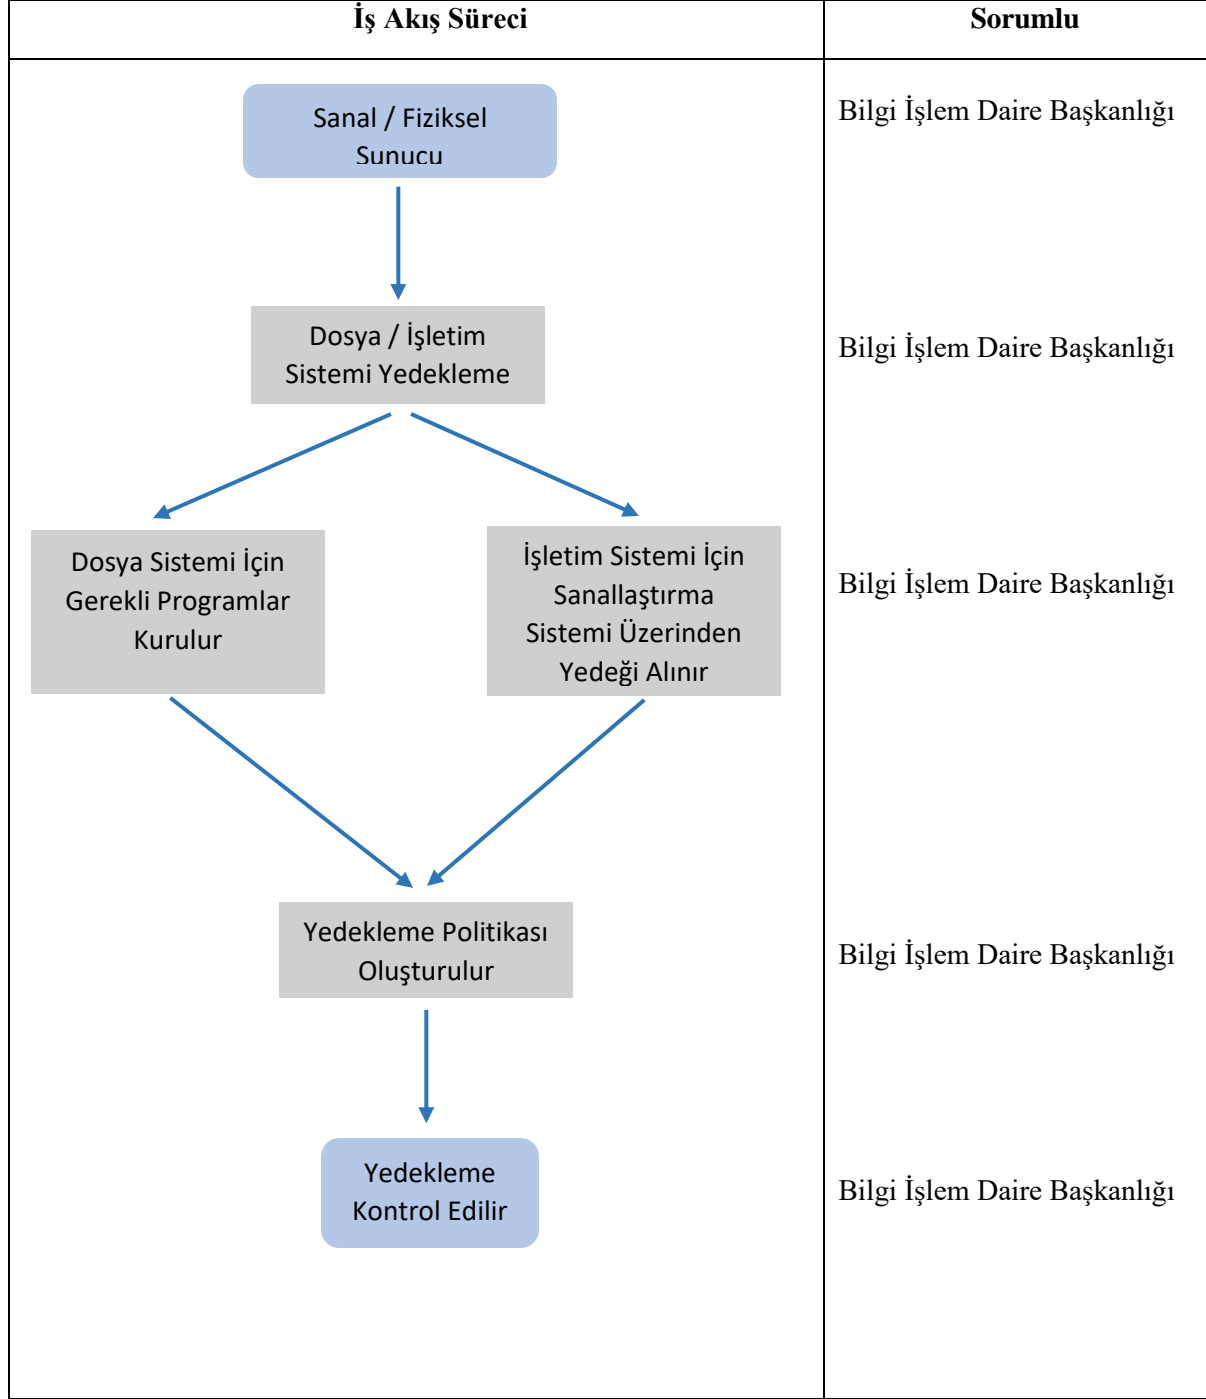 İş Akış Süreci
Sorumlu
Sanal / Fiziksel
Sunucu
Bilgi İşlem Daire Başkanlığı
Dosya / İşletim
Sistemi Yedekleme
Bilgi İşlem Daire Başkanlığı
Dosya Sistemi İçin
Gerekli Programlar
Kurulur
İşletim Sistemi İçin
Sanallaştırma
Sistemi Üzerinden
Yedeği Alınır
Bilgi İşlem Daire Başkanlığı
Yedekleme Politikası
Oluşturulur
Bilgi İşlem Daire Başkanlığı
Yedekleme
Kontrol Edilir
Bilgi İşlem Daire Başkanlığı